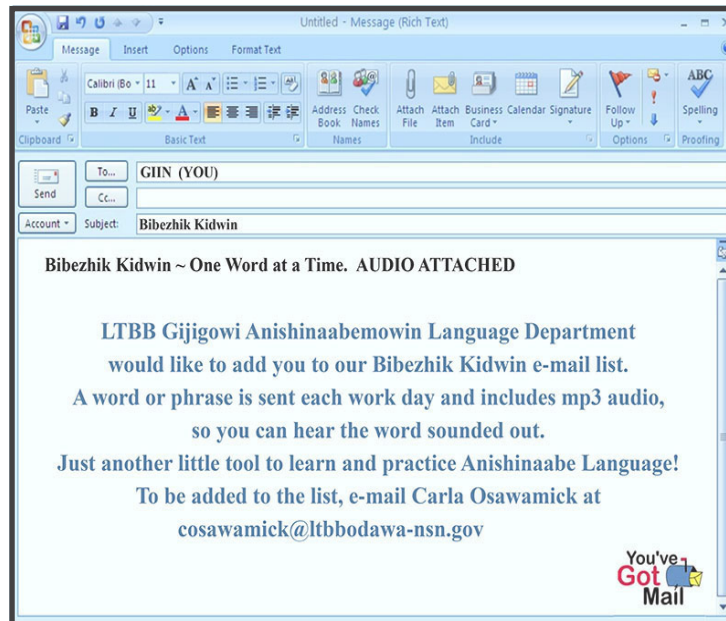 Untitled - Message (Rich Text)
Message Insert Options Format Text
Calibri (Bo 11 A A
B I U A
Paste
Address Book
Check Names
Attach File
Attach Item
Business Card
Calendar
Signature
Follow Up
ABC
Spelling
Clipboard Basic Text Names Include Options Proofing
Send
To... GIIN (YOU)
Cc...
Account Subject: Bibezhik Kidwin
Bibezhik Kidwin ~ One Word at a Time. AUDIO ATTACHED
LTBB Gijigowi Anishinaabemowin Language Department
would like to add you to our Bibezhik Kidwin e-mail list.
A word or phrase is sent each work day and includes mp3 audio,
so you can hear the word sounded out.
Just another little tool to learn and practice Anishinaabe Language!
To be added to the list, e-mail Carla Osawamick at
cosawamick@ltbbodawa-nsn.gov
You've
Got
Mail